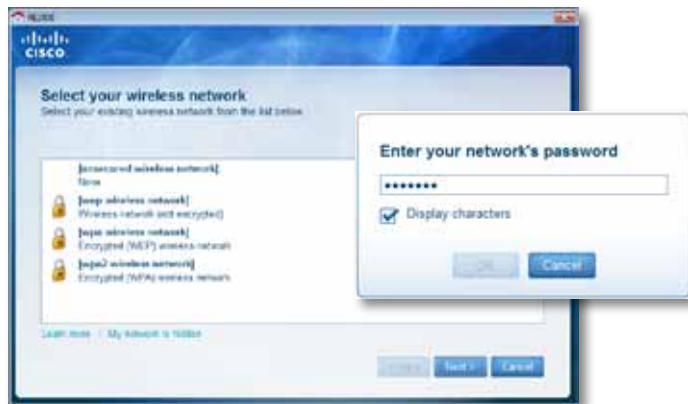 CISCO
Select your wireless network
Select your existing wireless network from the list below
[unsecured wireless network]
None
[wep wireless network]
Wireless network (not encrypted)
[wpa wireless network]
Encrypted (WEP) wireless network
[wpa2 wireless network]
Encrypted (WPA) wireless network
Learn more | My network is hidden
Next > Cancel
Enter your network's password
•••••••
Display characters
OK Cancel